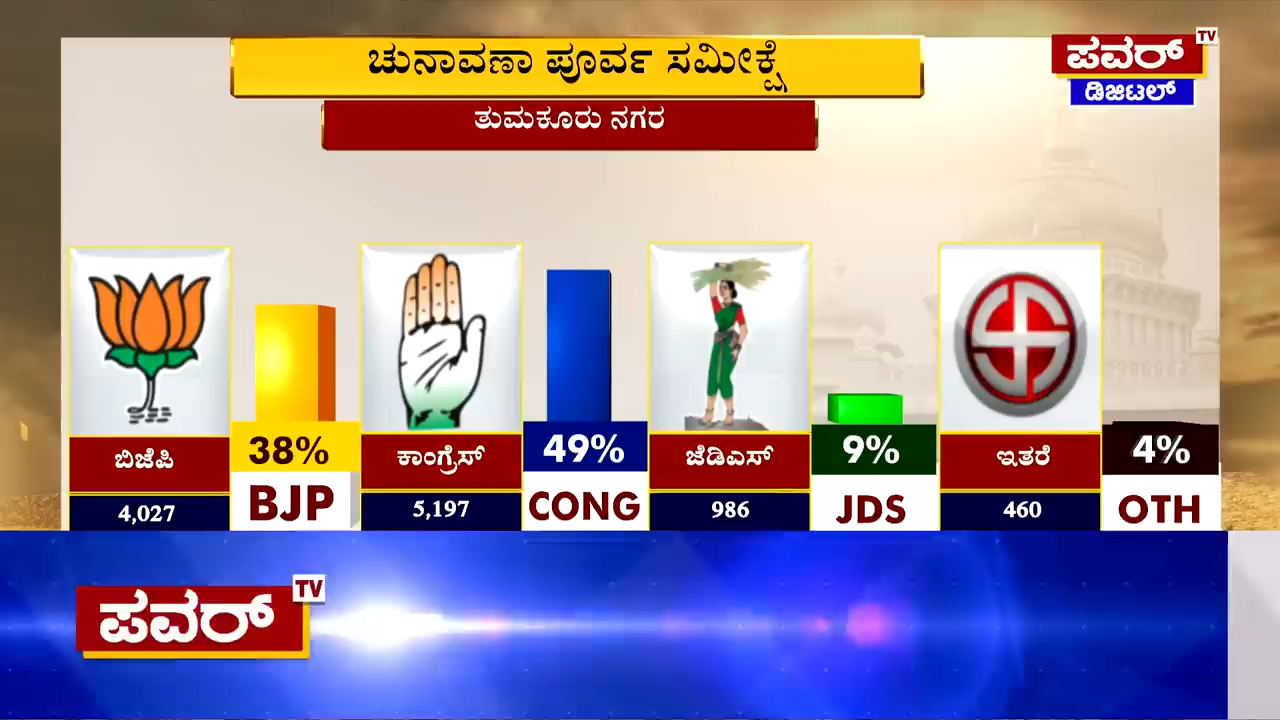 ಚುನಾವಣಾ ಪೂರ್ವ ಸಮೀಕ್ಷೆ
ತುಮಕೂರು ನಗರ
ಪವರ್ TV
ಡಿಜಿಟಲ್
38%
49%
9%
4%
ಬಿಜೆಪಿ
ಕಾಂಗ್ರೆಸ್
ಜೆಡಿಎಸ್
ಇತರೆ
4,027
BJP
5,197
CONG
986
JDS
460
OTH
ಪವರ್ TV